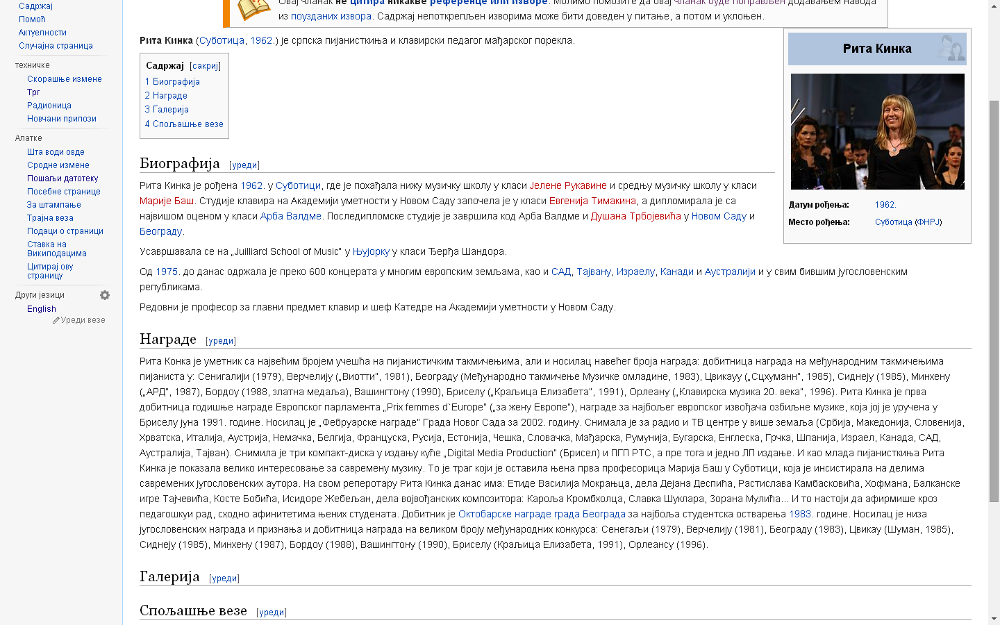 Садржај
Помоћ
Актуелности
Случајна страница
техничке
Скорашње измене
Трг
Радионица
Новчани прилози
Алатке
Шта води овде
Сродне измене
Пошаљи датотеку
Посебне странице
За штампање
Трајна веза
Подаци о страници
Ставка на
Википодацима
Цитирај ову
страницу
Други језици
English
Уреди везе
Овај чланак не цитира никакве референце или изворе. Молимо помозите да овај чланак буде поправљен додавањем навода
из поузданих извора. Садржај непоткрепљен изворима може бити доведен у питање, а потом и уклоњен.
Рита Кинка (Суботица, 1962.) је српска пијанисткиња и клавирски педагог мађарског порекла.
Садржај [сакриј]
1 Биографија
2 Награде
3 Галерија
4 Спољашње везе
Рита Кинка
Датум рођења: 1962.
Место рођења: Суботица (ФНРЈ)
Биографија [уреди]
Рита Кинка је рођена 1962. у Суботици, где је похађала нижу музичку школу у класи Јелене Рукавине и средњу музичку школу у класи
Марије Баш. Студије клавира на Академији уметности у Новом Саду започела је у класи Евгенија Тимакина, а дипломирала је са
највишом оценом у класи Арба Валдме. Последипломске студије је завршила код Арба Валдме и Душана Трбојевића у Новом Саду и
Београду.
Усавршавала се на „Juilliard School of Music“ у Њујорку у класи Ђерђа Шандора.
Од 1975. до данас одржала је преко 600 концерата у многим европским земљама, као и САД, Тајвану, Израелу, Канади и Аустралији и у свим бившим југословенским
републикама.
Редовни је професор за главни предмет клавир и шеф Катедре на Академији уметности у Новом Саду.
Награде [уреди]
Рита Конка је уметник са највећим бројем учешћа на пијанистичким такмичењима, али и носилац навећег броја награда: добитница награда на међународним такмичењима
пијаниста у: Сенигалији (1979), Верчелију („Виотти“, 1981), Београду (Међународно такмичење Музичке омладине, 1983), Цвикауу („Сцхуманн“, 1985), Сиднеју (1985), Минхену
(„АРД“, 1987), Бордоу (1988, златна медаља), Вашингтону (1990), Бриселу („Краљица Елизабета“, 1991), Орлеану („Клавирска музика 20. века“, 1996). Рита Кинка је прва
добитница годишње награде Европског парламента „Prix femmes d`Europe“ („за жену Европе“), награде за најбољег европског извођача озбиљне музике, која јој је уручена у
Бриселу јуна 1991. године. Носилац је „Фебруарске награде“ Града Новог Сада за 2002. годину. Снимала је за радио и ТВ центре у више земаља (Србија, Македонија, Словенија,
Хрватска, Италија, Аустрија, Немачка, Белгија, Француска, Русија, Естонија, Чешка, Словачка, Мађарска, Румунија, Бугарска, Енглеска, Грчка, Шпанија, Израел, Канада, САД,
Аустралија, Тајван). Снимила је три компакт-диска у издању куће „Digital Media Production“ (Брисел) и ПГП РТС, а пре тога и једно ЛП издање. И као млада пијанисткиња Рита
Кинка је показала велико интересовање за савремену музику. То је траг који је оставила њена прва професорица Марија Баш у Суботици, која је инсистирала на делима
савремених југословенских аутора. На свом реперотару Рита Кинка данас има: Етиде Василија Мокрањца, дела Дејана Деспића, Растислава Камбасковића, Хофмана, Балканске
игре Тајчевића, Косте Бобића, Исидоре Жебељан, дела војвођанских композитора: Кароља Кромбхолца, Славка Шуклара, Зорана Мулића... И то настоји да афирмише кроз
педагошкуи рад, сходно афинитетима њених студената. Добитник је Октобарске награде града Београда за најбоља студентска остварења 1983. године. Носилац је низа
југословенских награда и признања и добитница награда на великом броју међународних конкурса: Сенегаљи (1979), Верчелију (1981), Београду (1983), Цвикау (Шуман, 1985),
Сиднеју (1985), Минхену (1987), Бордоу (1988), Вашингтону (1990), Бриселу (Краљица Елизабета, 1991), Орлеансу (1996).
Галерија [уреди]
Спољашње везе [уреди]